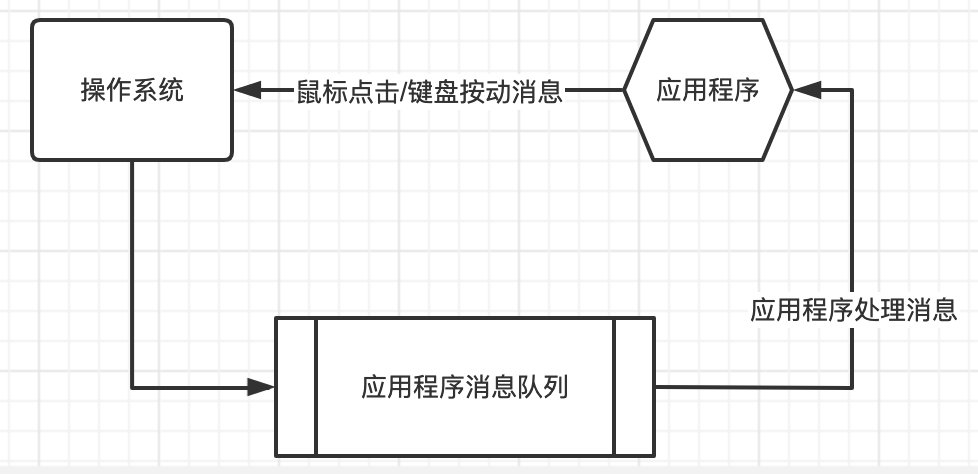 操作系统
鼠标点击/键盘按动消息
应用程序
应用程序处理消息
应用程序消息队列